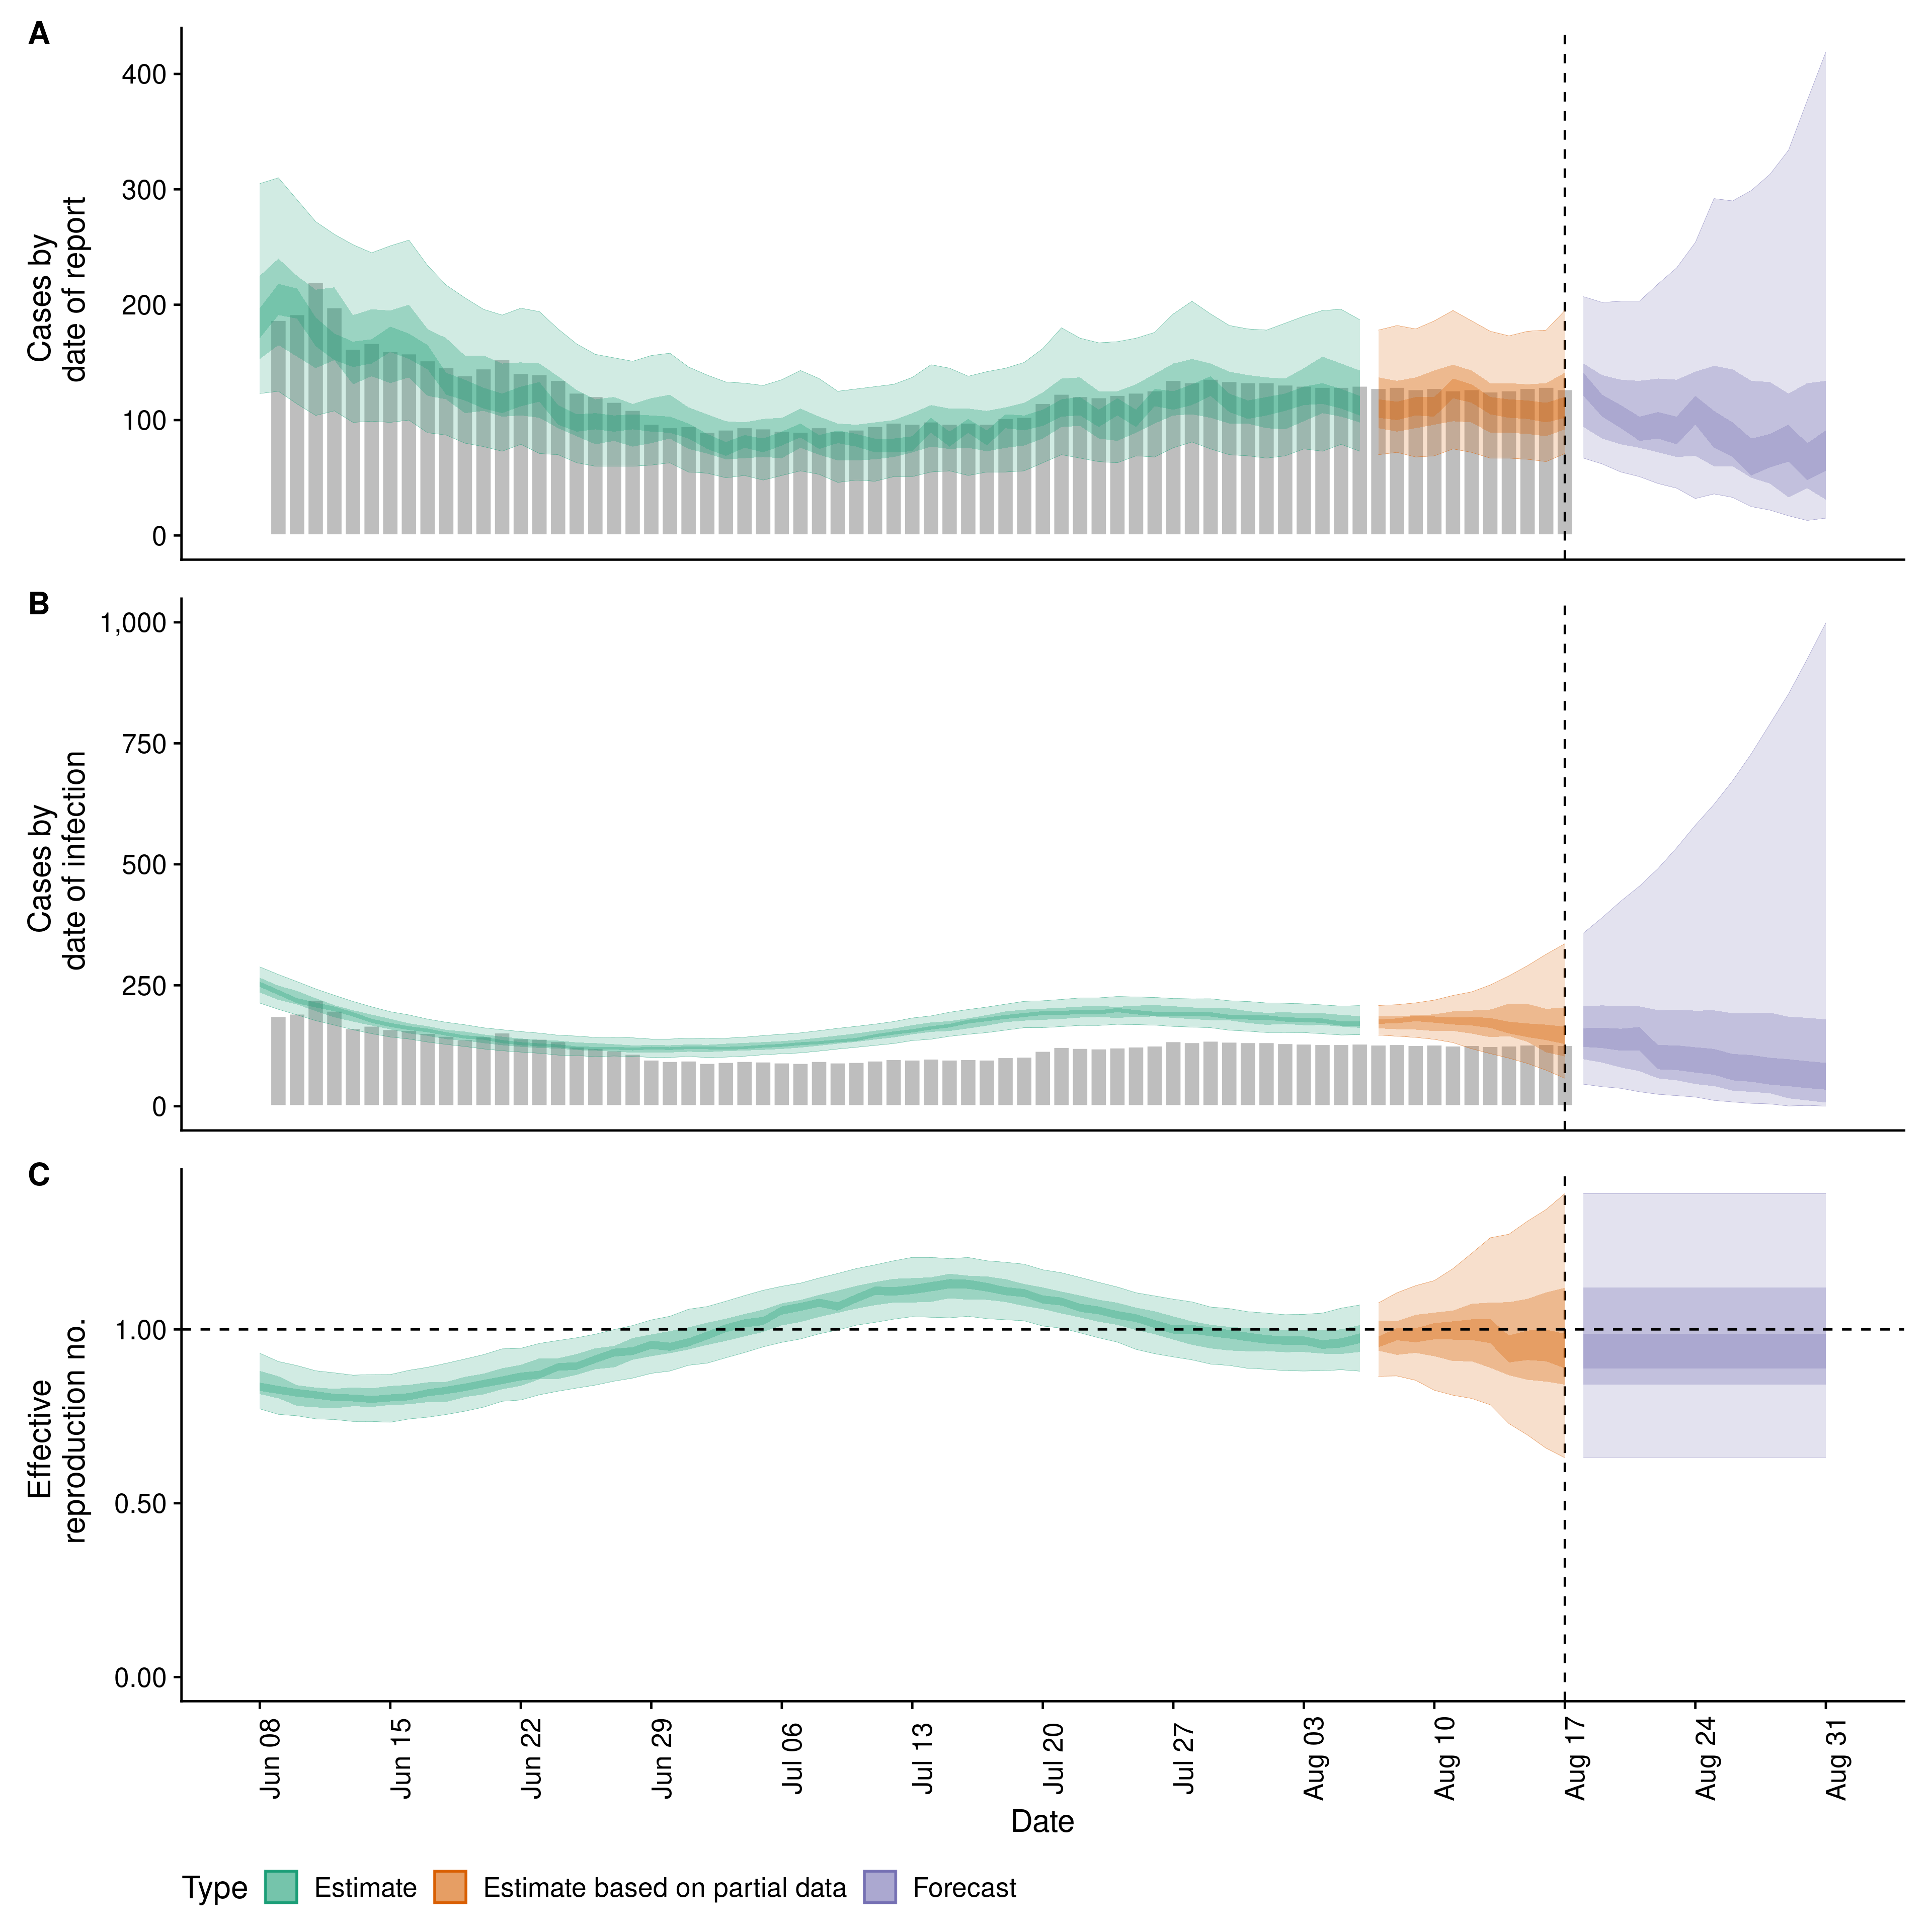 A
Cases by
date of report
400
300
200
100
0
B
Cases by
date of infection
1,000
750
500
250
0
C
Effective
reproduction no.
1.00
0.50
0.00
Jun 08
Jun 15
Jun 22
Jun 29
Jul 06
Jul 13
Jul 20
Jul 27
Aug 03
Aug 10
Aug 17
Aug 24
Aug 31
Date
Type Estimate Estimate based on partial data Forecast